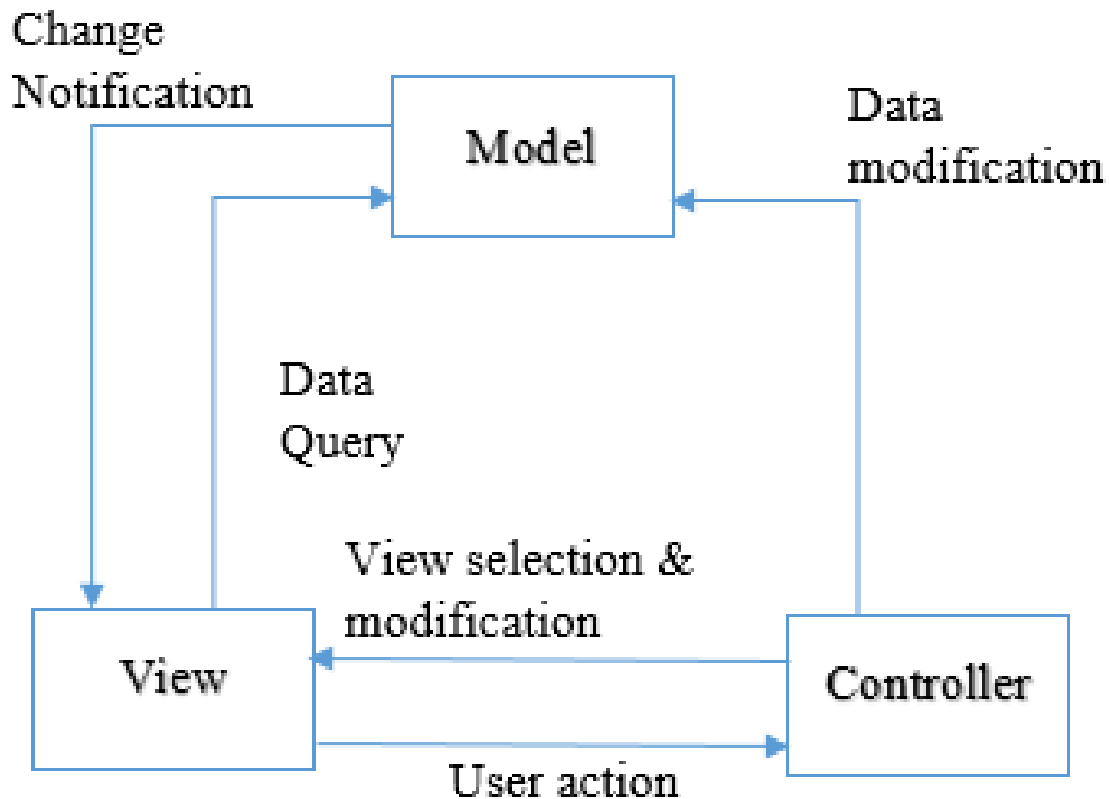 Change
Notification
Model
Data
modification
Data
Query
View selection &
modification
View
Controller
User action